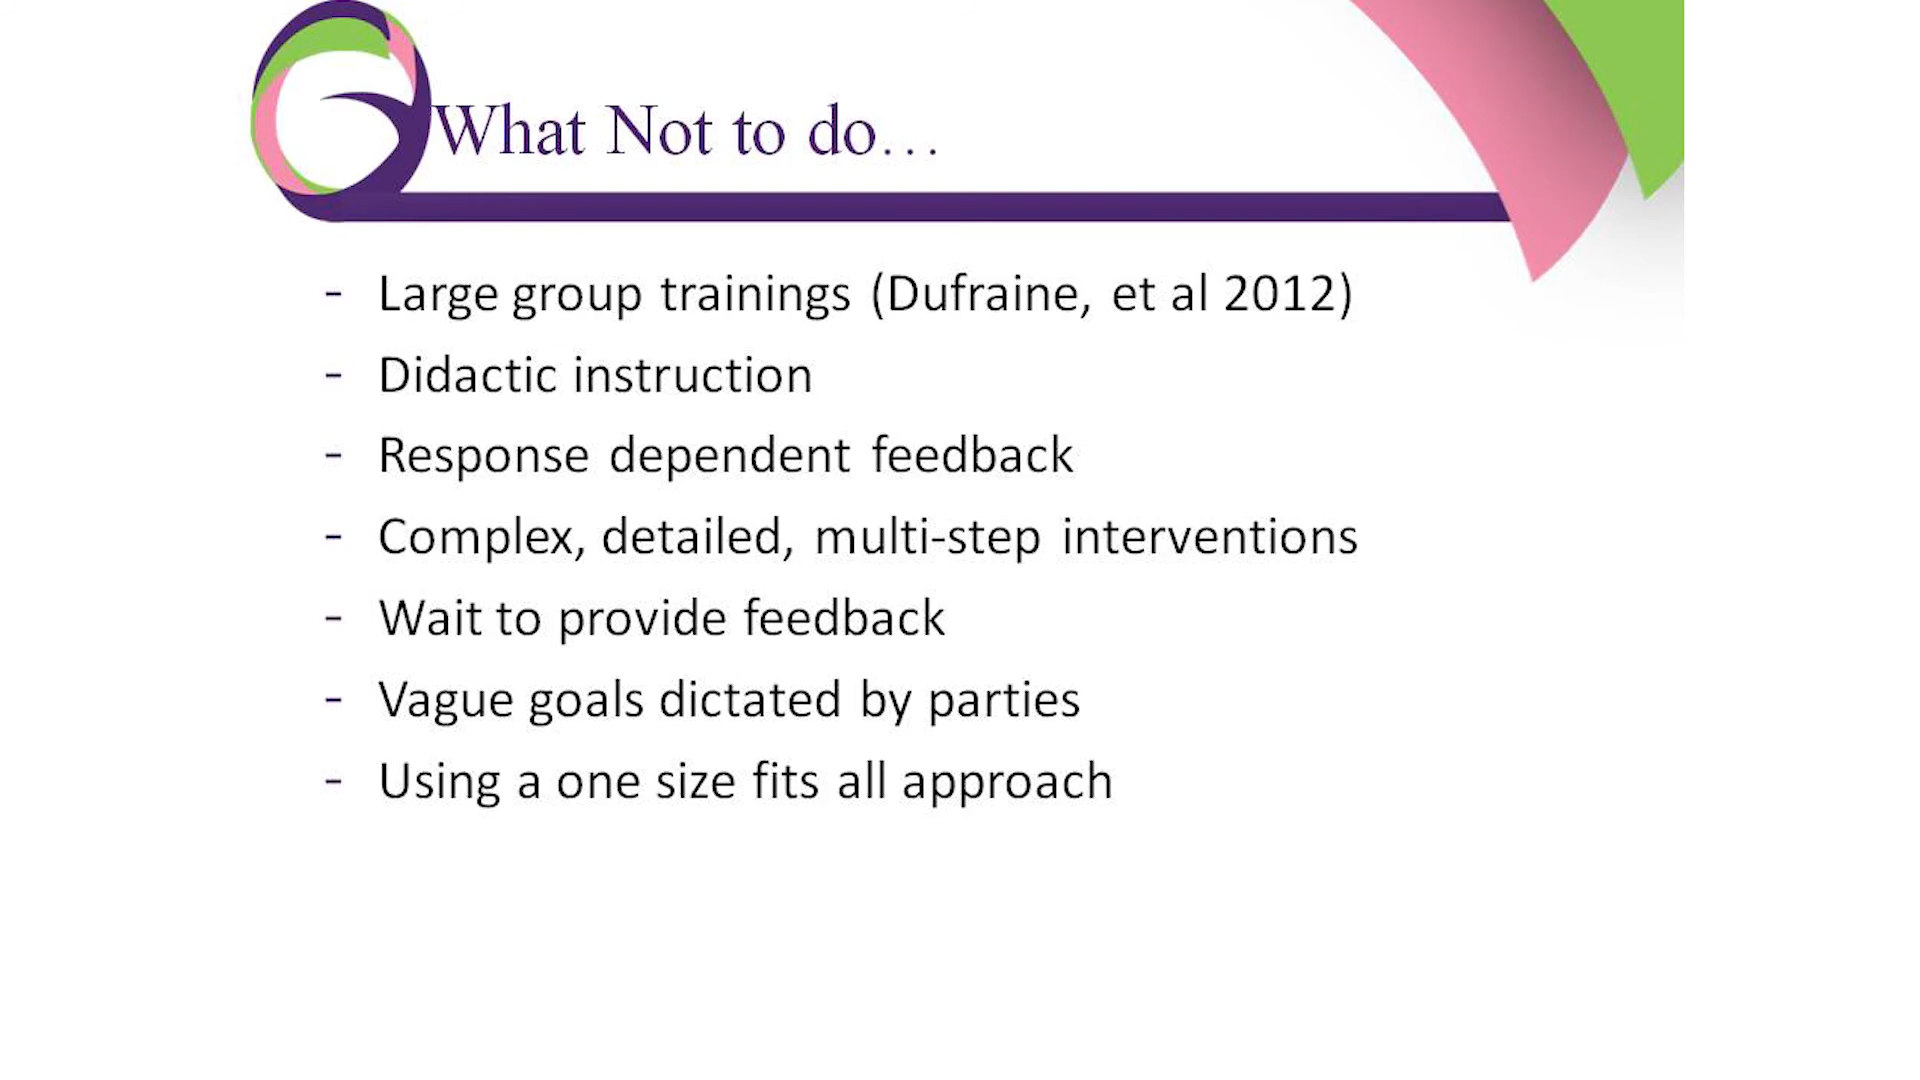 What Not to do...
- Large group trainings (Dufraine, et al 2012)
- Didactic instruction
- Response dependent feedback
- Complex, detailed, multi-step interventions
- Wait to provide feedback
- Vague goals dictated by parties
- Using a one size fits all approach